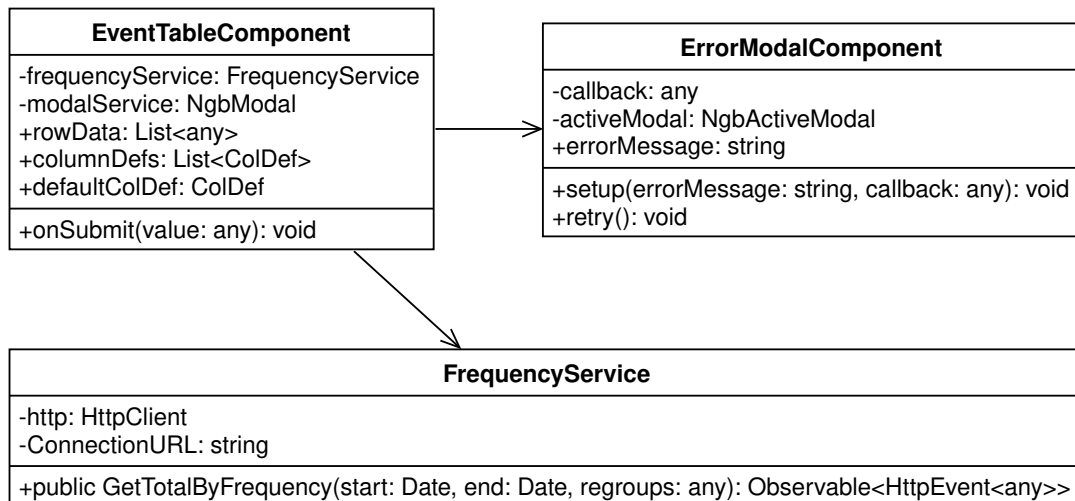 EventTableComponent
-frequencyService: FrequencyService
-modalService: NgbModal
+rowData: List<any>
+columnDefs: List<ColDef>
+defaultColDef: ColDef
+onSubmit(value: any): void
ErrorModalComponent
-callback: any
-activeModal: NgbActiveModal
+errorMessage: string
+setup(errorMessage: string, callback: any): void
+retry(): void
FrequencyService
-http: HttpClient
-ConnectionURL: string
+public GetTotalByFrequency(start: Date, end: Date, regroups: any): Observable<HttpEvent<any>>